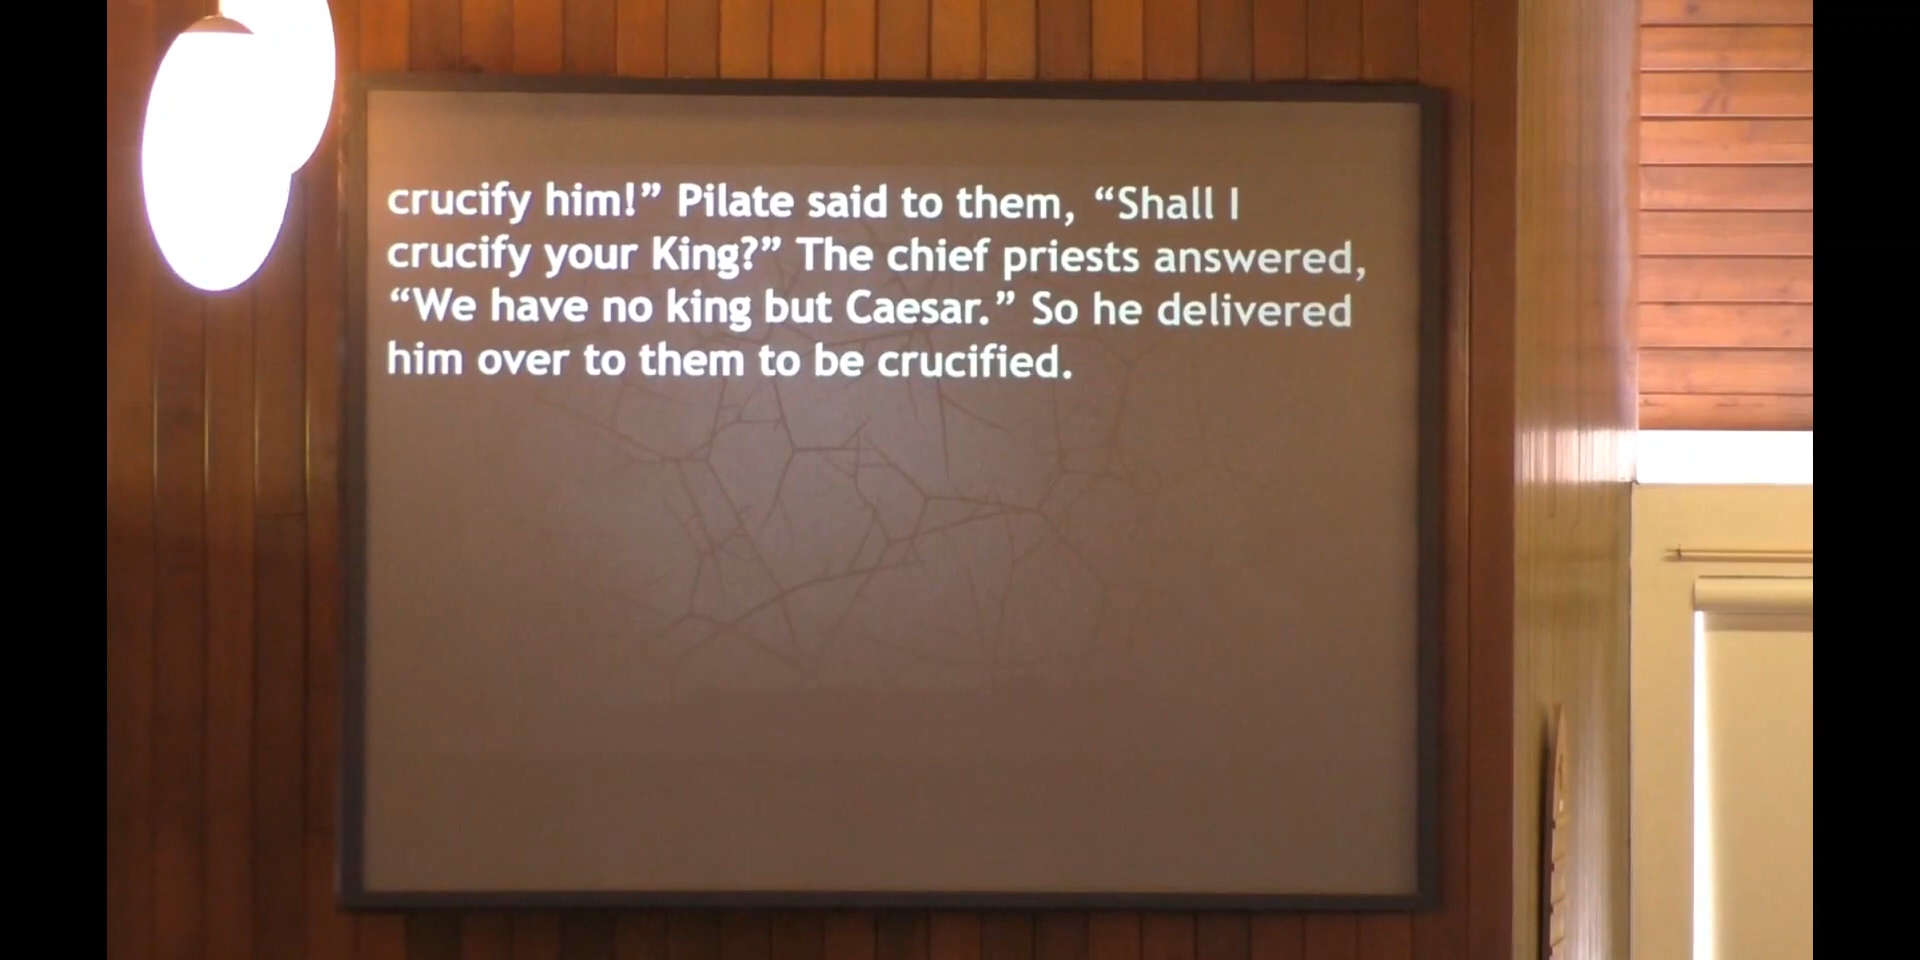 crucify him!” Pilate said to them, “Shall I
crucify your King?” The chief priests answered,
“We have no king but Caesar.” So he delivered
him over to them to be crucified.